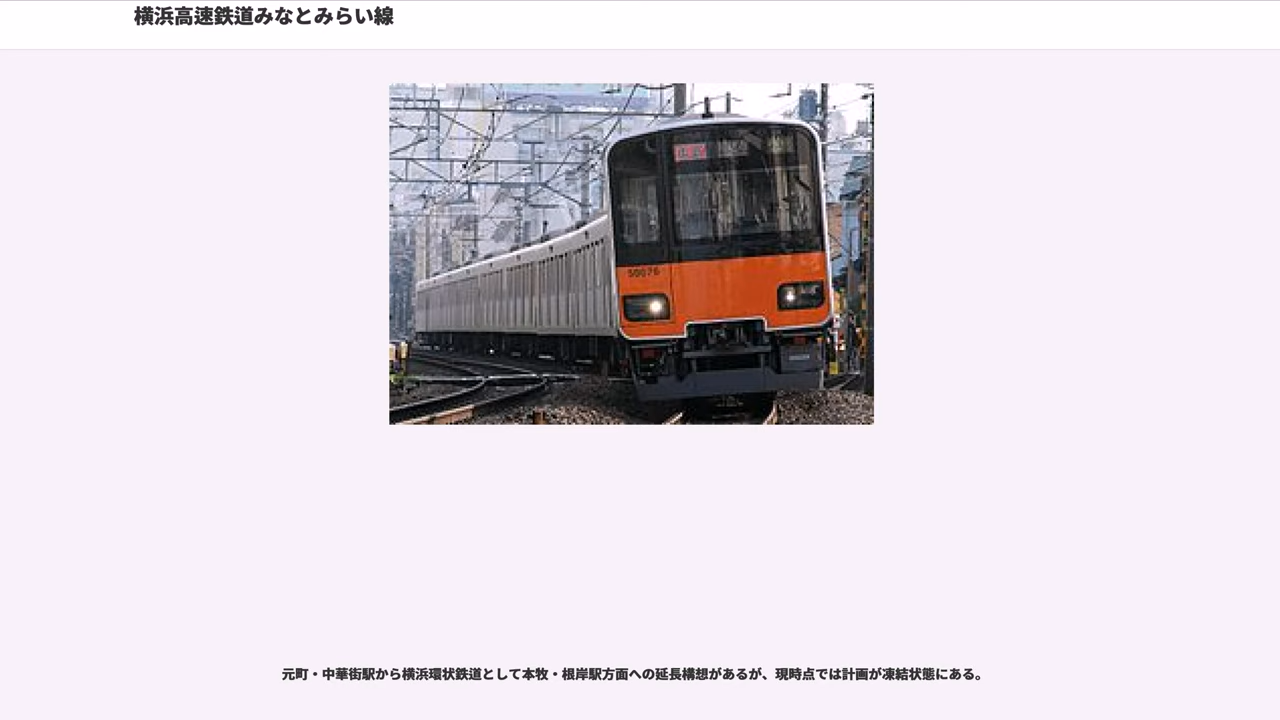 横浜高速鉄道みなとみらい線
50076
元町・中華街駅から横浜環状鉄道として本牧・根岸駅方面への延長構想があるが、現時点では計画が凍結状態にある。